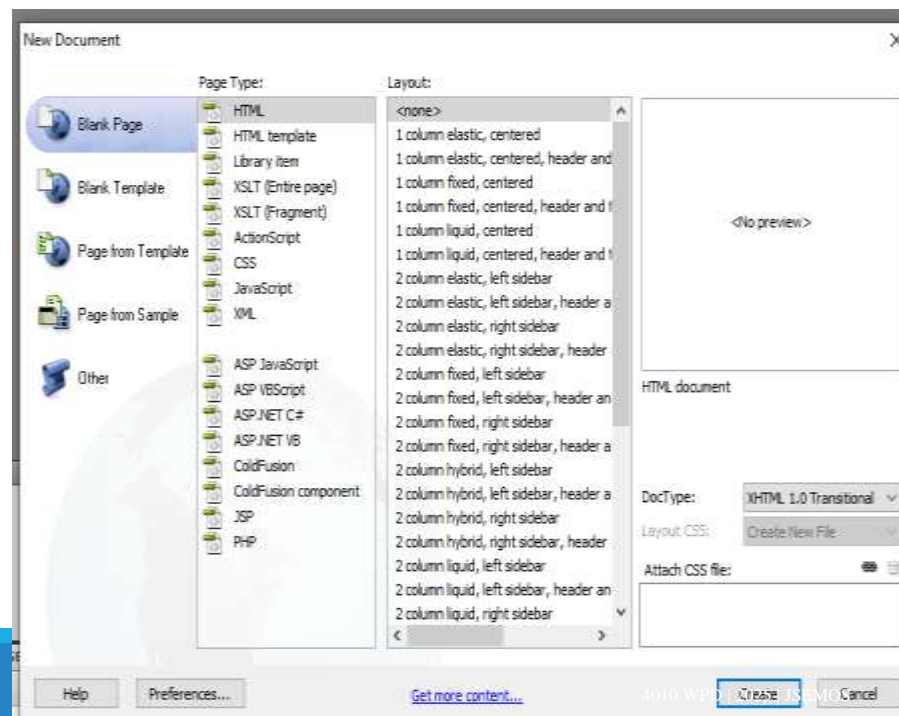 New Document
Page Type:
Layout:
Blank Page
Blank Template
Page from Template
Page from Sample
Other
HTML
HTML template
Library item
XSLT (Entire page)
XSLT (Fragment)
ActionScript
CSS
JavaScript
XML
ASP JavaScript
ASP VBScript
ASP.NET C#
ASP.NET VB
ColdFusion
ColdFusion component
JSP
PHP
<none>
1 column elastic, centered
1 column elastic, centered, header and
1 column fixed, centered
1 column fixed, centered, header and
1 column liquid, centered
1 column liquid, centered, header and
2 column elastic, left sidebar
2 column elastic, left sidebar, header a
2 column elastic, right sidebar
2 column elastic, right sidebar, header
2 column fixed, left sidebar
2 column fixed, left sidebar, header an
2 column fixed, right sidebar
2 column fixed, right sidebar, header a
2 column hybrid, left sidebar
2 column hybrid, left sidebar, header a
2 column hybrid, right sidebar
2 column hybrid, right sidebar, header
2 column liquid, left sidebar
2 column liquid, left sidebar, header an
2 column liquid, right sidebar
<No preview>
HTML document
DocType: XHTML 1.0 Transitional
Layout CSS: Create New File
Attach CSS file:
Help Preferences... Get more content... Create Cancel
4010 WPD